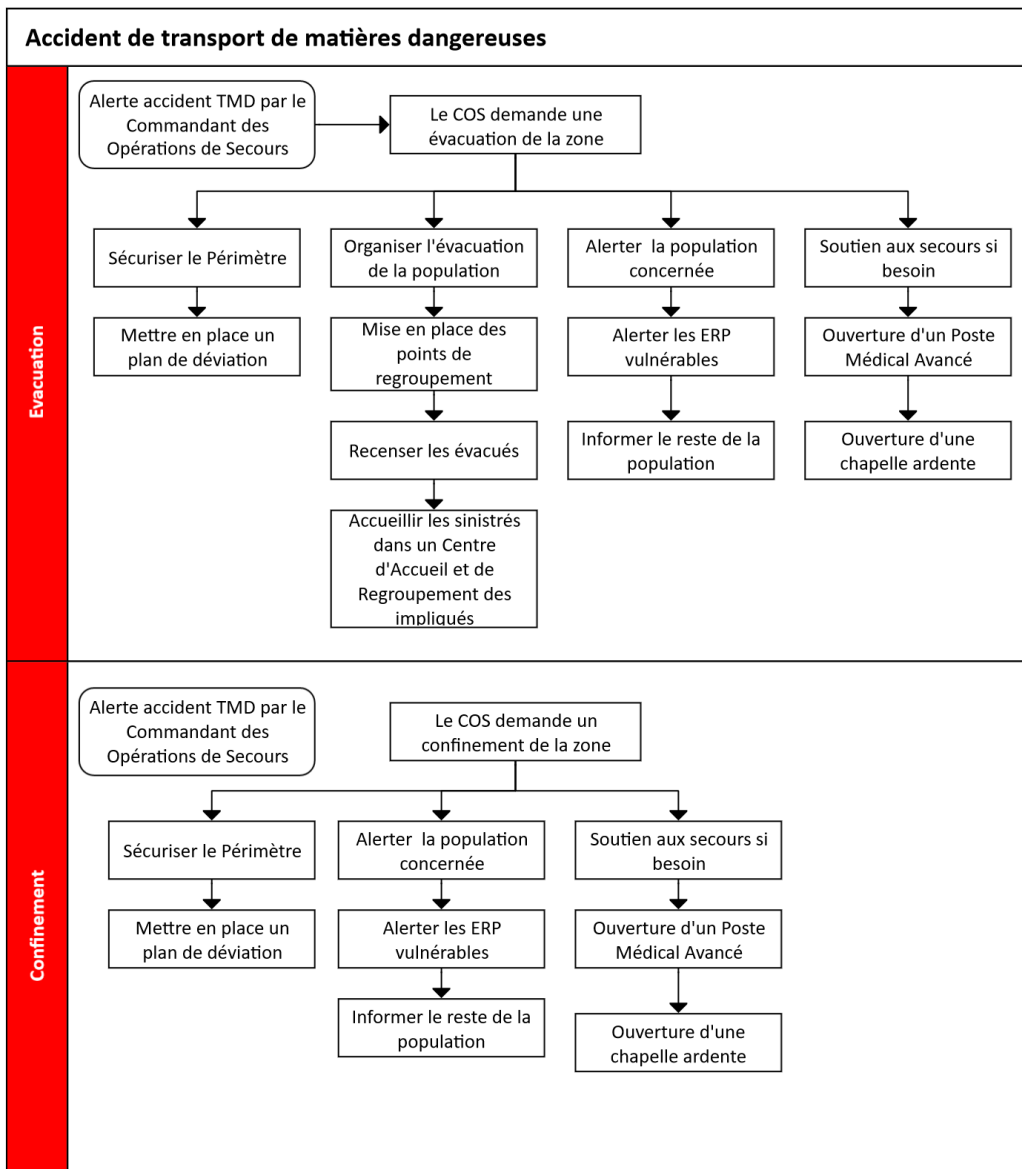 Accident de transport de matières dangereuses
Evacuation
Alerte accident TMD par le
Commandant des
Opérations de Secours
Le COS demande une
évacuation de la zone
Sécuriser le Périmètre
Mettre en place un
plan de déviation
Organiser l'évacuation
de la population
Mise en place des
points de
regroupement
Recenser les évacués
Accueillir les sinistrés
dans un Centre
d'Accueil et de
Regroupement des
impliqués
Alerter  la population
concernée
Alerter les ERP
vulnérables
Informer le reste de la
population
Soutien aux secours si
besoin
Ouverture d'un Poste
Médical Avancé
Ouverture d'une
chapelle ardente
Confinement
Alerte accident TMD par le
Commandant des
Opérations de Secours
Le COS demande un
confinement de la zone
Sécuriser le Périmètre
Mettre en place un
plan de déviation
Alerter  la population
concernée
Alerter les ERP
vulnérables
Informer le reste de la
population
Soutien aux secours si
besoin
Ouverture d'un Poste
Médical Avancé
Ouverture d'une
chapelle ardente